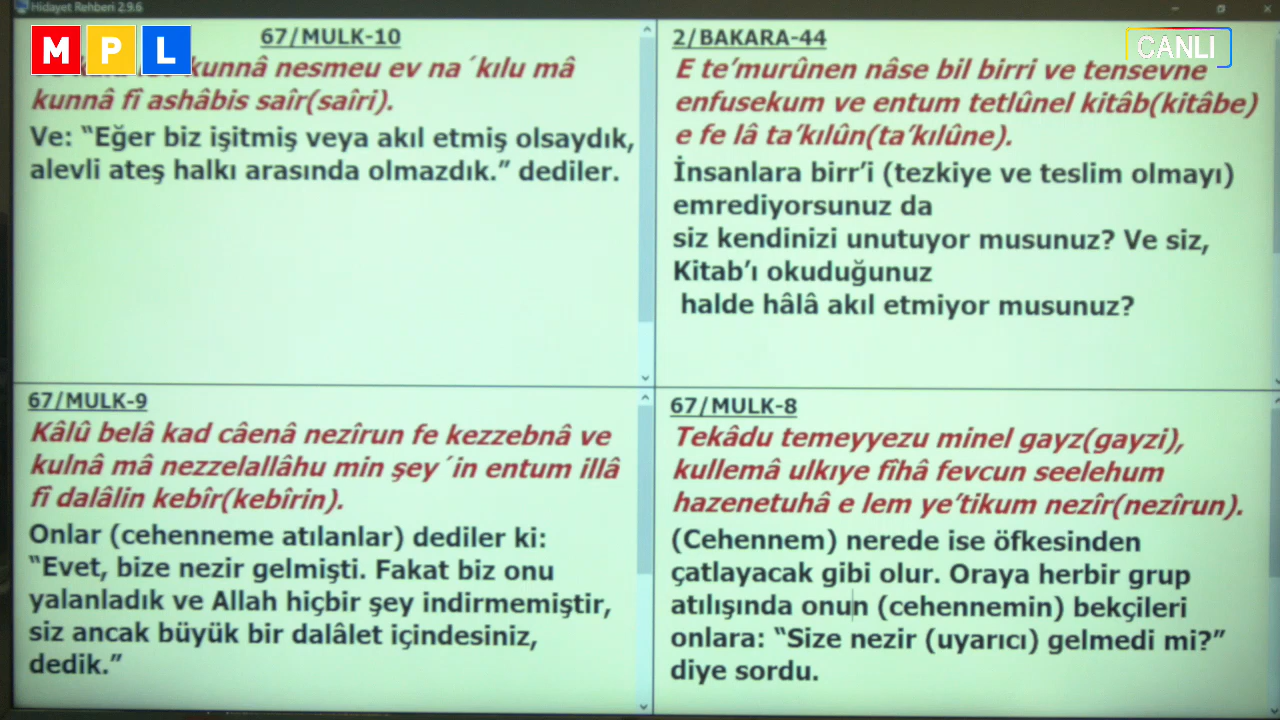 Hidayet Rehberi 2.9.6
MPL
CANLI
67/MULK-10
kunnâ nesmeu ev na´kılu mâ
kunnâ fî ashâbis saîr(saîri).
Ve: “Eğer biz işitmiş veya akıl etmiş olsaydık,
alevli ateş halkı arasında olmazdık.” dediler.
2/BAKARA-44
E te’murûnen nâse bil birri ve tensevne
enfusekum ve entum tetlûnel kitâb(kitâbe)
e fe lâ ta’kılûn(ta’kılûne).
İnsanlara birr’i (tezkiye ve teslim olmayı)
emrediyorsunuz da
siz kendinizi unutuyor musunuz? Ve siz,
Kitab’ı okuduğunuz
halde hâlâ akıl etmiyor musunuz?
67/MULK-9
Kâlû belâ kad câenâ nezîrun fe kezzebnâ ve
kulnâ mâ nezzelallâhu min şey´in entum illâ
fî dalâlin kebîr(kebîrin).
Onlar (cehenneme atılanlar) dediler ki:
“Evet, bize nezir gelmişti. Fakat biz onu
yalanladık ve Allah hiçbir şey indirmemiştir,
siz ancak büyük bir dalâlet içindesiniz,
dedik.”
67/MULK-8
Tekâdu temeyyezu minel gayz(gayzi),
kullemâ ulkıye fîhâ fevcun seelehum
hazenetuhâ e lem ye’tikum nezîr(nezîrun).
(Cehennem) nerede ise öfkesinden
çatlayacak gibi olur. Oraya herbir grup
atılışında onun (cehennemin) bekçileri
onlara: “Size nezir (uyarıcı) gelmedi mi?”
diye sordu.